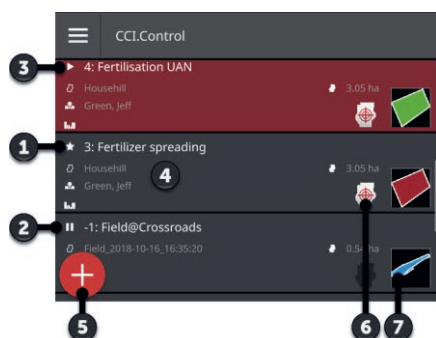 CCI.Control
3
4: Fertilisation UAN
Househill
3.05 ha
Green, Jeff
1
3: Fertilizer spreading
Househill
3.05 ha
4
Green, Jeff
2
-1: Field@Crossroads
Field_2018-10-16_16:35:20
0.54 ha
5
6
7